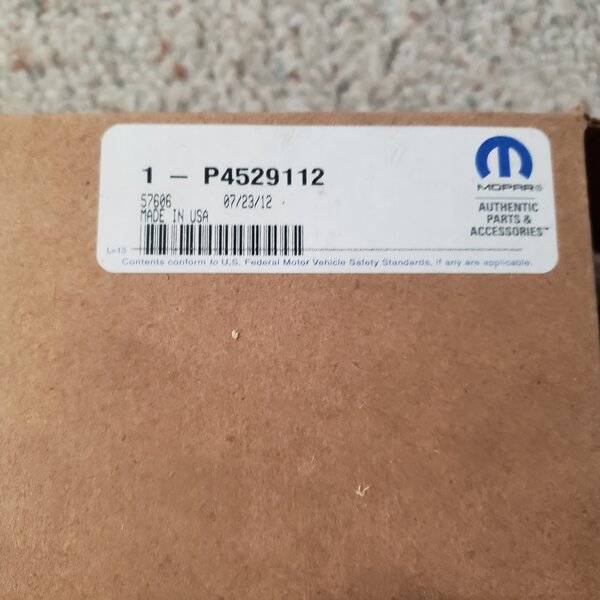 1 – P4529112
57606 07/23/12
MADE IN USA
MOPAR®
AUTHENTIC
PARTS &
ACCESSORIES™
Ln13
Contents conform to U.S. Federal Motor Vehicle Safety Standards, if any are applicable.